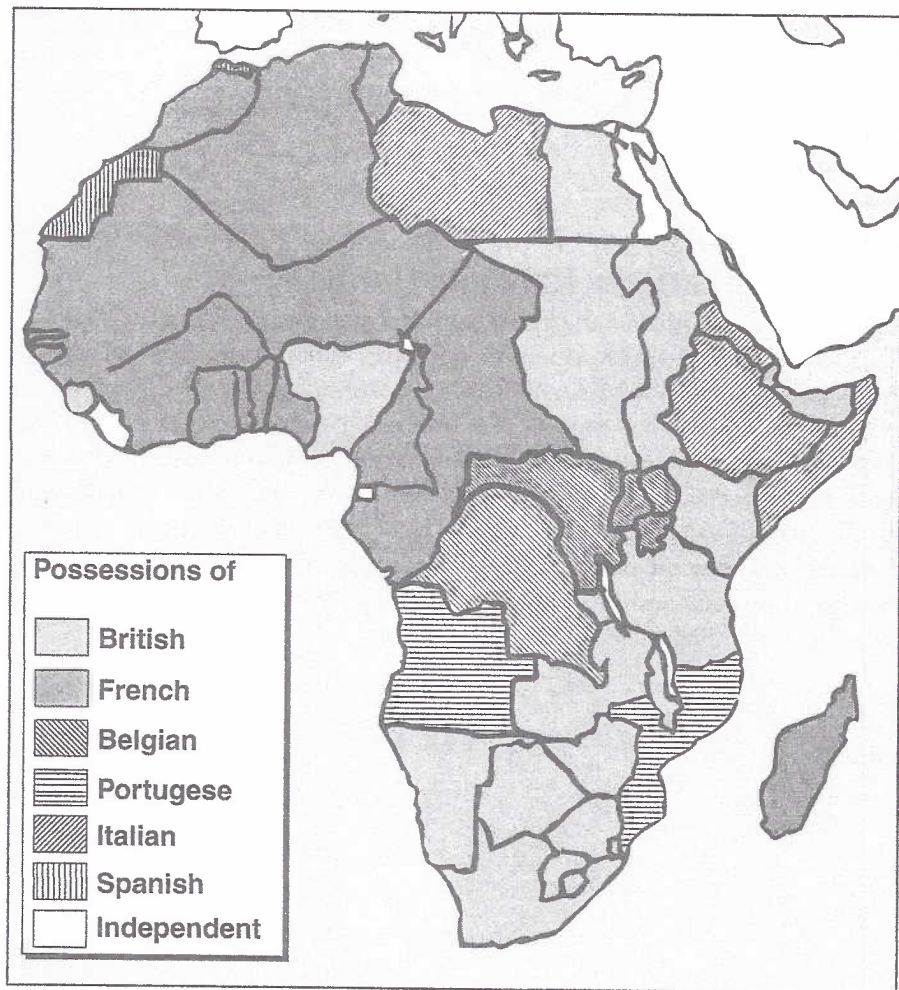 Possessions of
British
French
Belgian
Portugese
Italian
Spanish
Independent